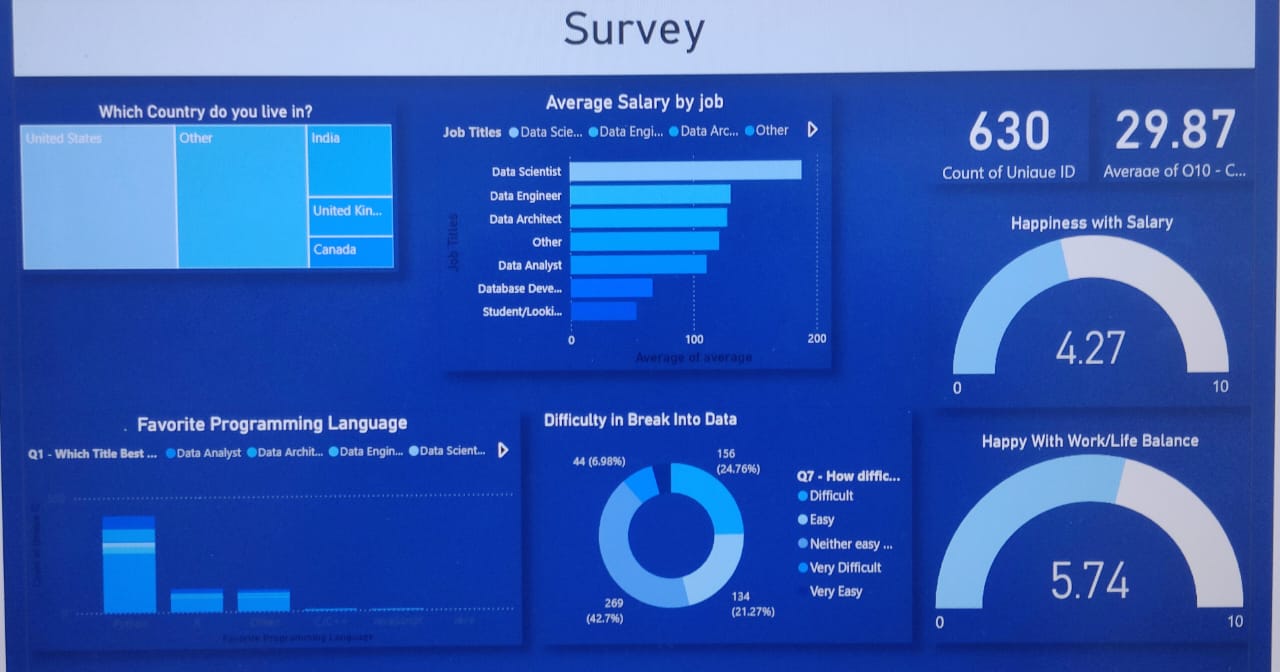 Survey
Which Country do you live in?
United States
Other
India
United Kin...
Canada
Average Salary by job
Job Titles Data Scie... Data Engi... Data Arc... Other
Job Titles
Data Scientist
Data Engineer
Data Architect
Other
Data Analyst
Database Deve...
Student/Looki...
0 100 200
Average of average
630
Count of Unique ID
29.87
Average of Q10 - C...
Happiness with Salary
4.27
0 10
Favorite Programming Language
Q1 - Which Title Best ... Data Analyst Data Archit... Data Engin... Data Scient...
Python R Other C/C++ JavaScript Java
Favorite Programming Language
Difficulty in Break Into Data
44 (6.98%)
156
(24.76%)
269
(42.7%)
134
(21.27%)
Q7 - How diffic...
Difficult
Easy
Neither easy ...
Very Difficult
Very Easy
Happy With Work/Life Balance
5.74
0 10